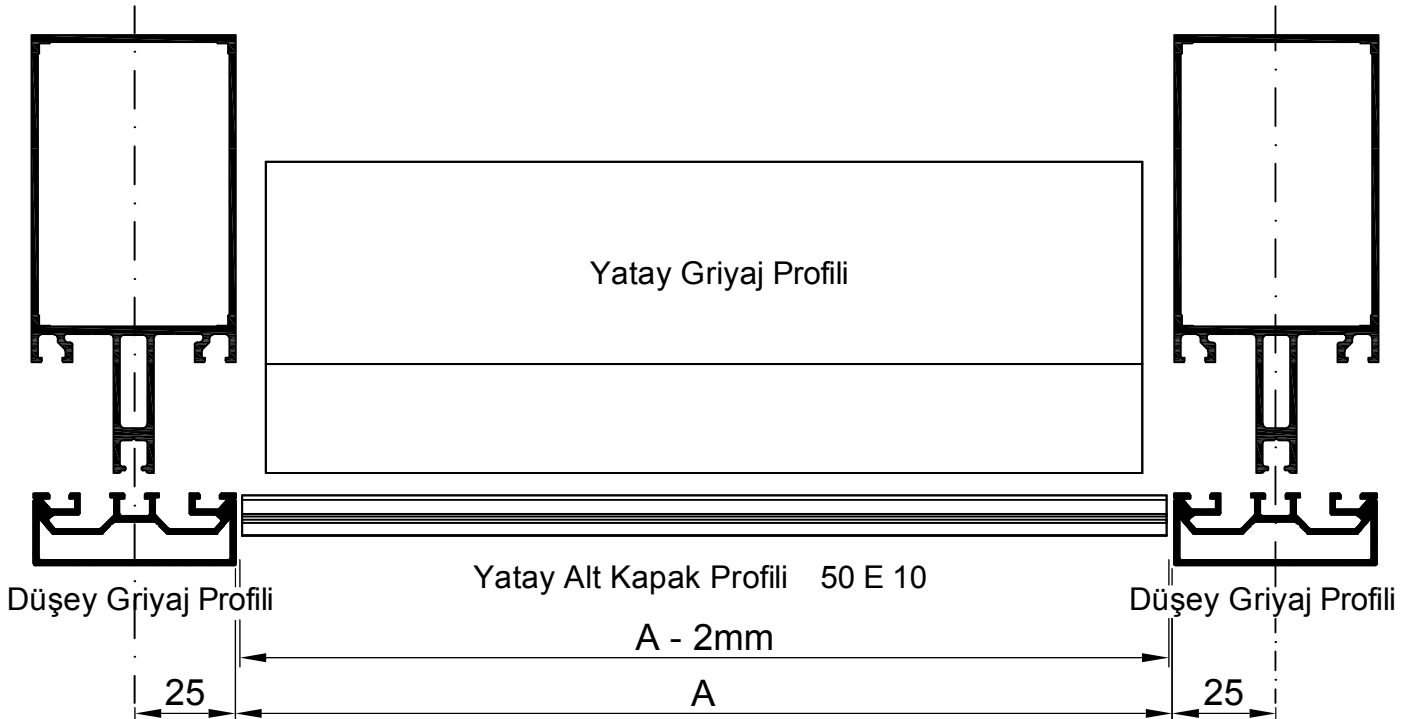 Yatay Griyaj Profili
Yatay Alt Kapak Profili 50 E 10
Düşey Griyaj Profili
Düşey Griyaj Profili
A - 2mm
25
A
25